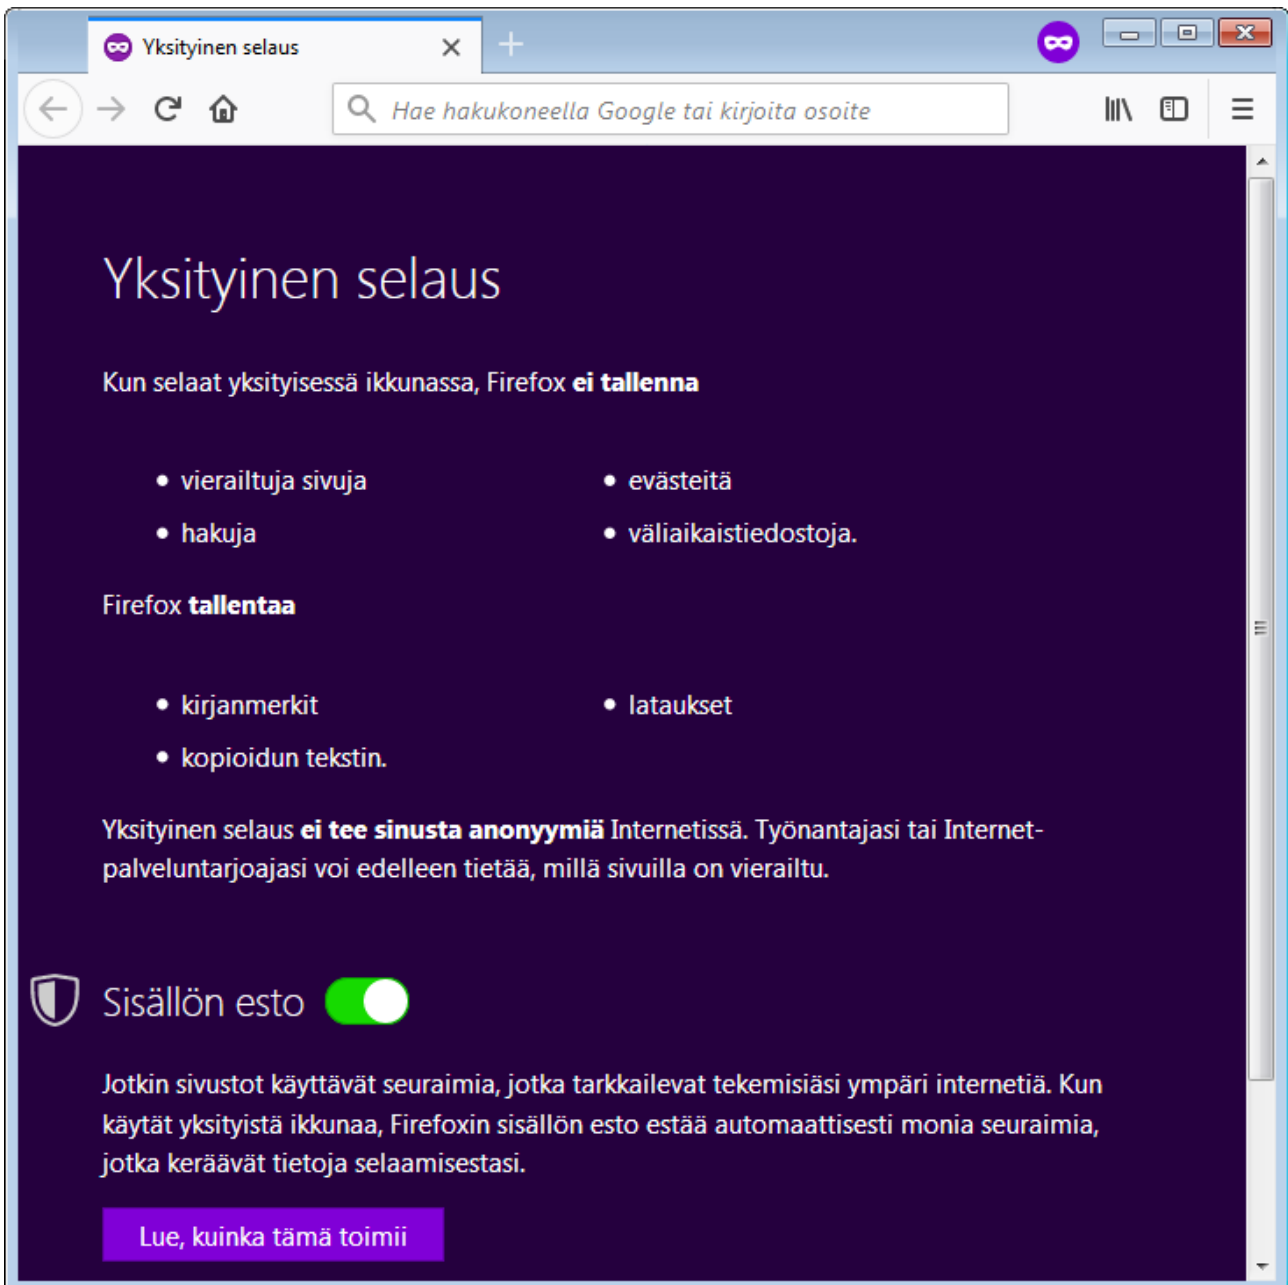 Yksityinen selaus
Hae hakukoneella Google tai kirjoita osoite
Yksityinen selaus
Kun selaat yksityisessä ikkunassa, Firefox ei tallenna
• vierailtuja sivuja
• evästeitä
• hakuja
• väliaikaistiedostoja.
Firefox tallentaa
• kirjanmerkit
• lataukset
• kopioidun tekstin.
Yksityinen selaus ei tee sinusta anonyymiä Internetissä. Työnantajasi tai Internet-
palveluntarjoajasi voi edelleen tietää, millä sivuilla on vierailtu.
Sisällön esto
Jotkin sivustot käyttävät seuraimia, jotka tarkkailevat tekemisiäsi ympäri internetiä. Kun
käytät yksityistä ikkunaa, Firefoxin sisällön esto estää automaattisesti monia seuraimia,
jotka keräävät tietoja selaamisestasi.
Lue, kuinka tämä toimii